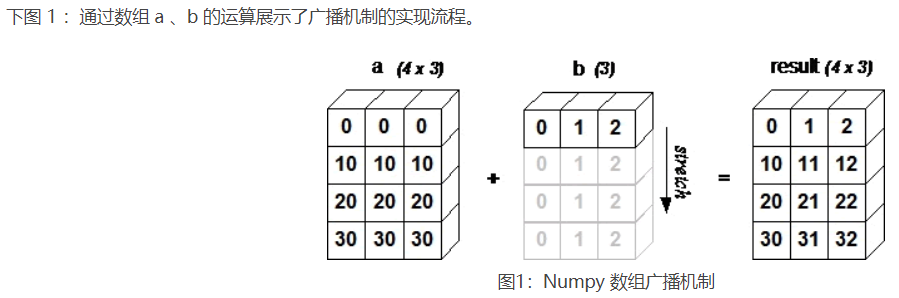 下图 1 ：通过数组 a 、b 的运算展示了广播机制的实现流程。
a (4 x 3) b (3) result (4 x 3)
0 0 0 0 1 2 0 1 2
10 10 10 0 1 2 10 11 12
stretch
+ =
20 20 20 0 1 2 20 21 22
30 30 30 0 1 2 30 31 32
图1：Numpy 数组广播机制